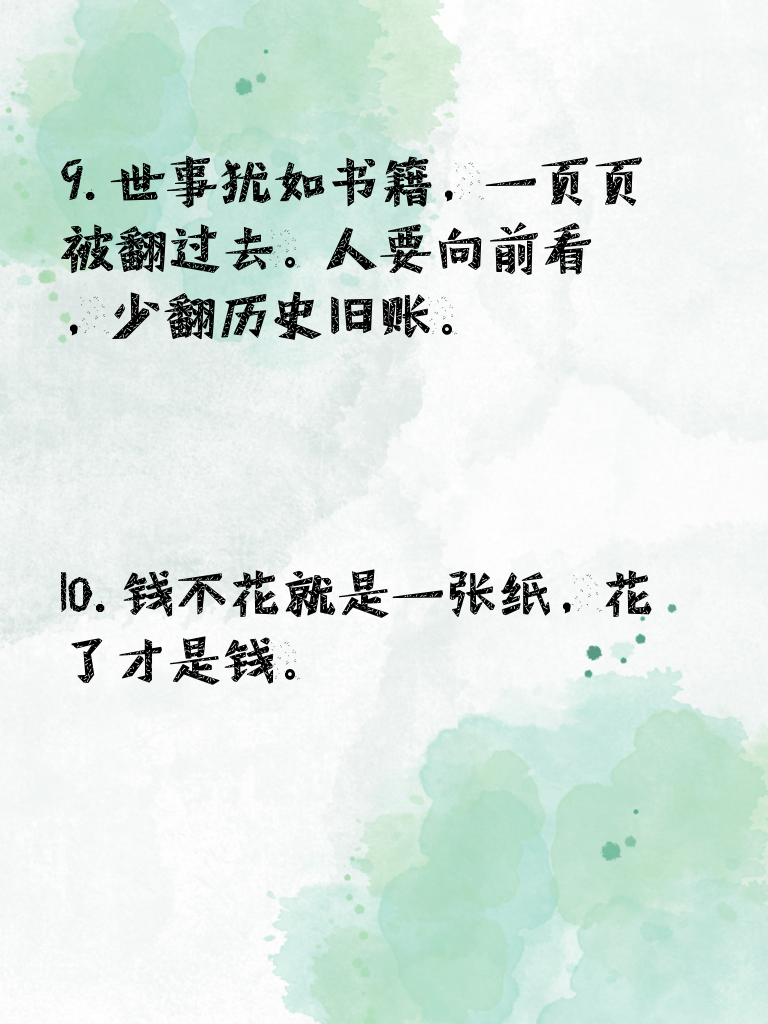 9. 世事犹如书籍，一页页
被翻过去。人要向前看
，少翻历史旧账。
10. 钱不花就是一张纸，花
了才是钱。